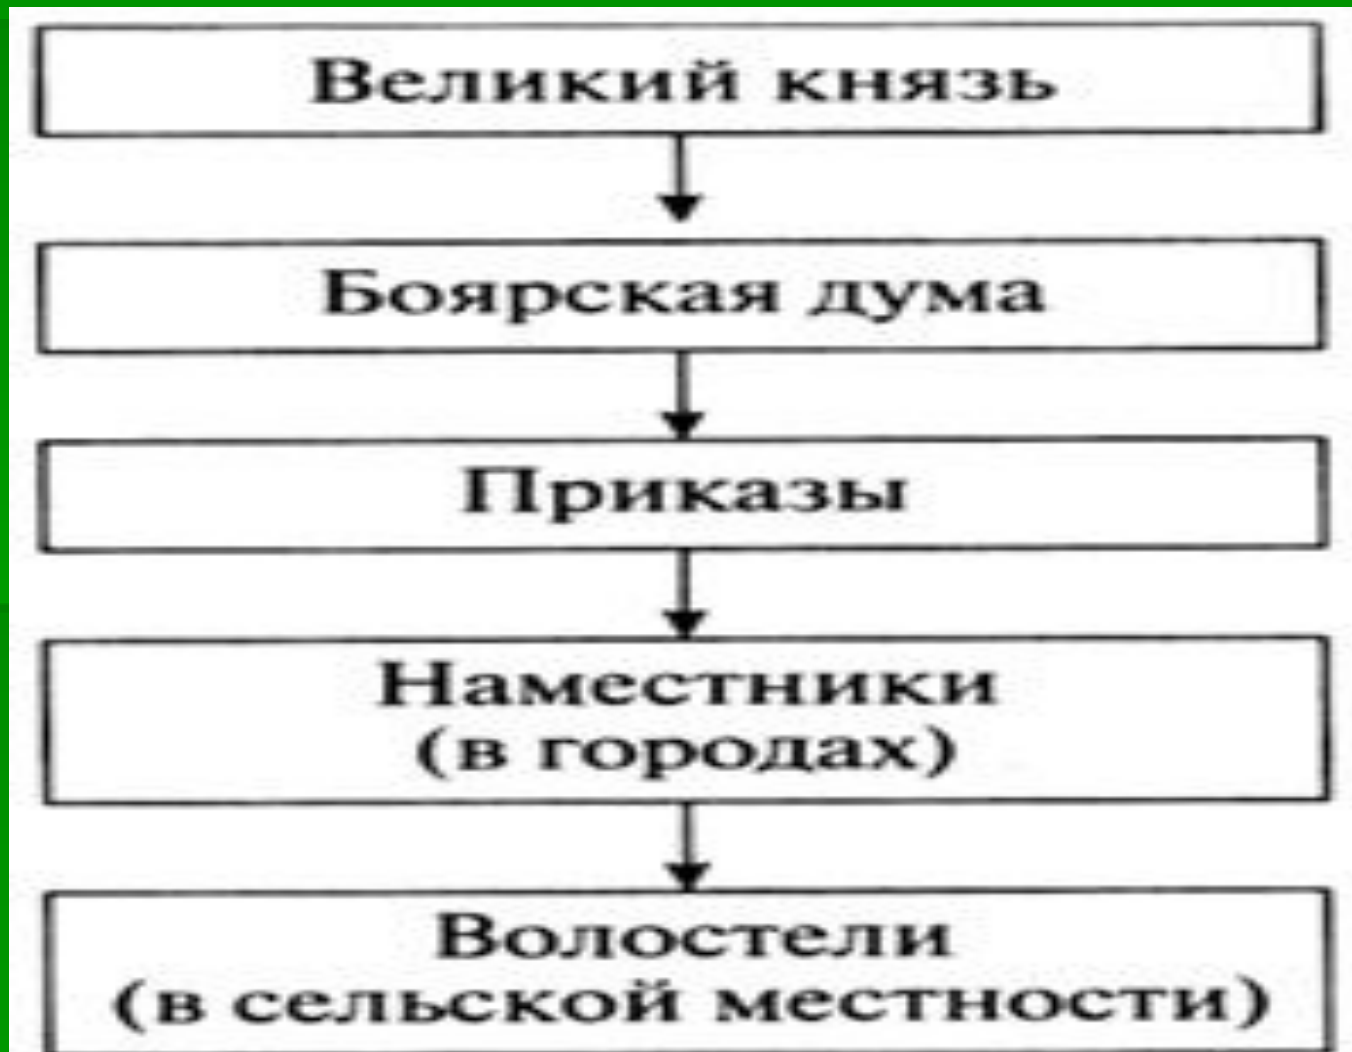 Великий князь
Боярская дума
Приказы
Наместники
(в городах)
Волостели
(в сельской местности)